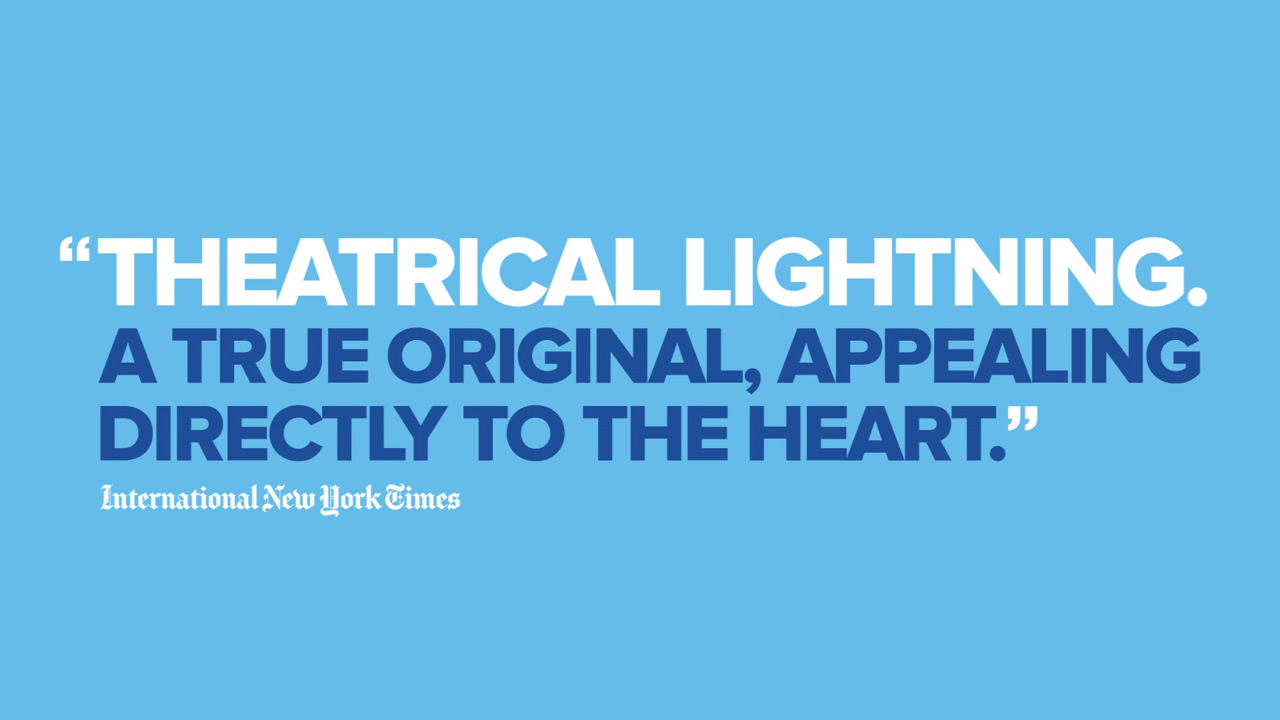 “THEATRICAL LIGHTNING.
A TRUE ORIGINAL, APPEALING
DIRECTLY TO THE HEART.”
International New York Times